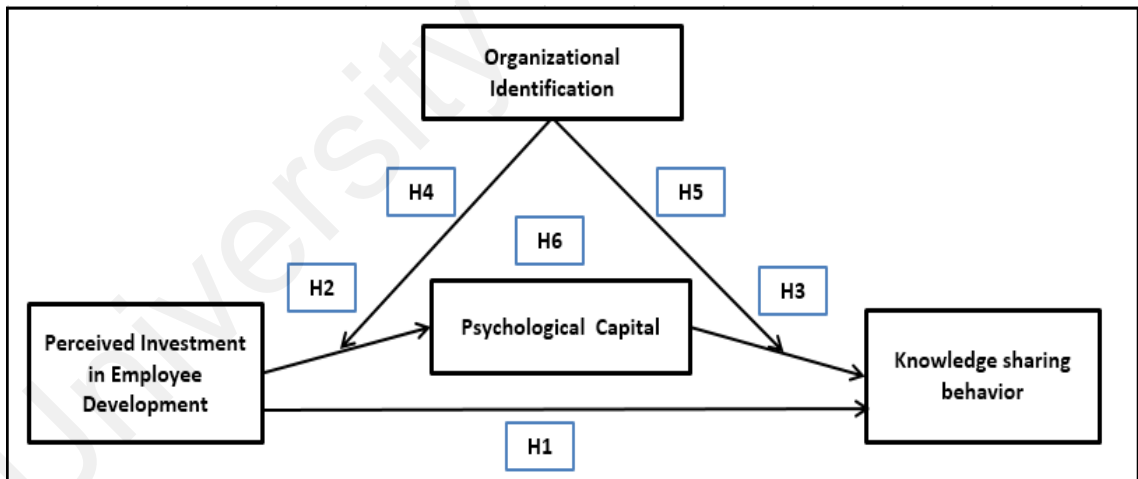 Organizational
Identification
H4
H5
H6
H2
H3
Psychological Capital
Perceived Investment
in Employee
Development
Knowledge sharing
behavior
H1
University